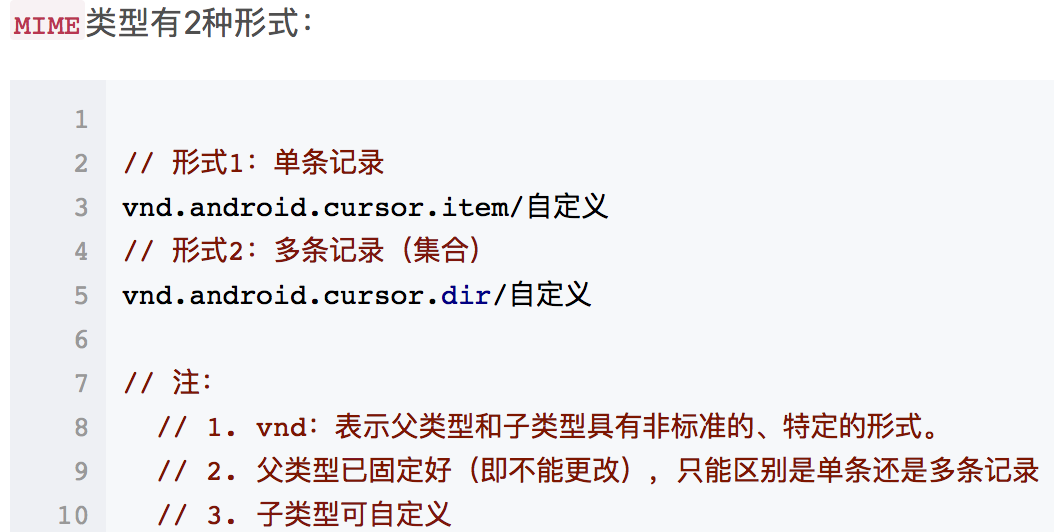 MIME类型有2种形式：
1
2 // 形式1：单条记录
3 vnd.android.cursor.item/自定义
4 // 形式2：多条记录（集合）
5 vnd.android.cursor.dir/自定义
6
7 // 注：
8 // 1. vnd：表示父类型和子类型具有非标准的、特定的形式。
9 // 2. 父类型已固定好（即不能更改），只能区别是单条还是多条记录
10 // 3. 子类型可自定义